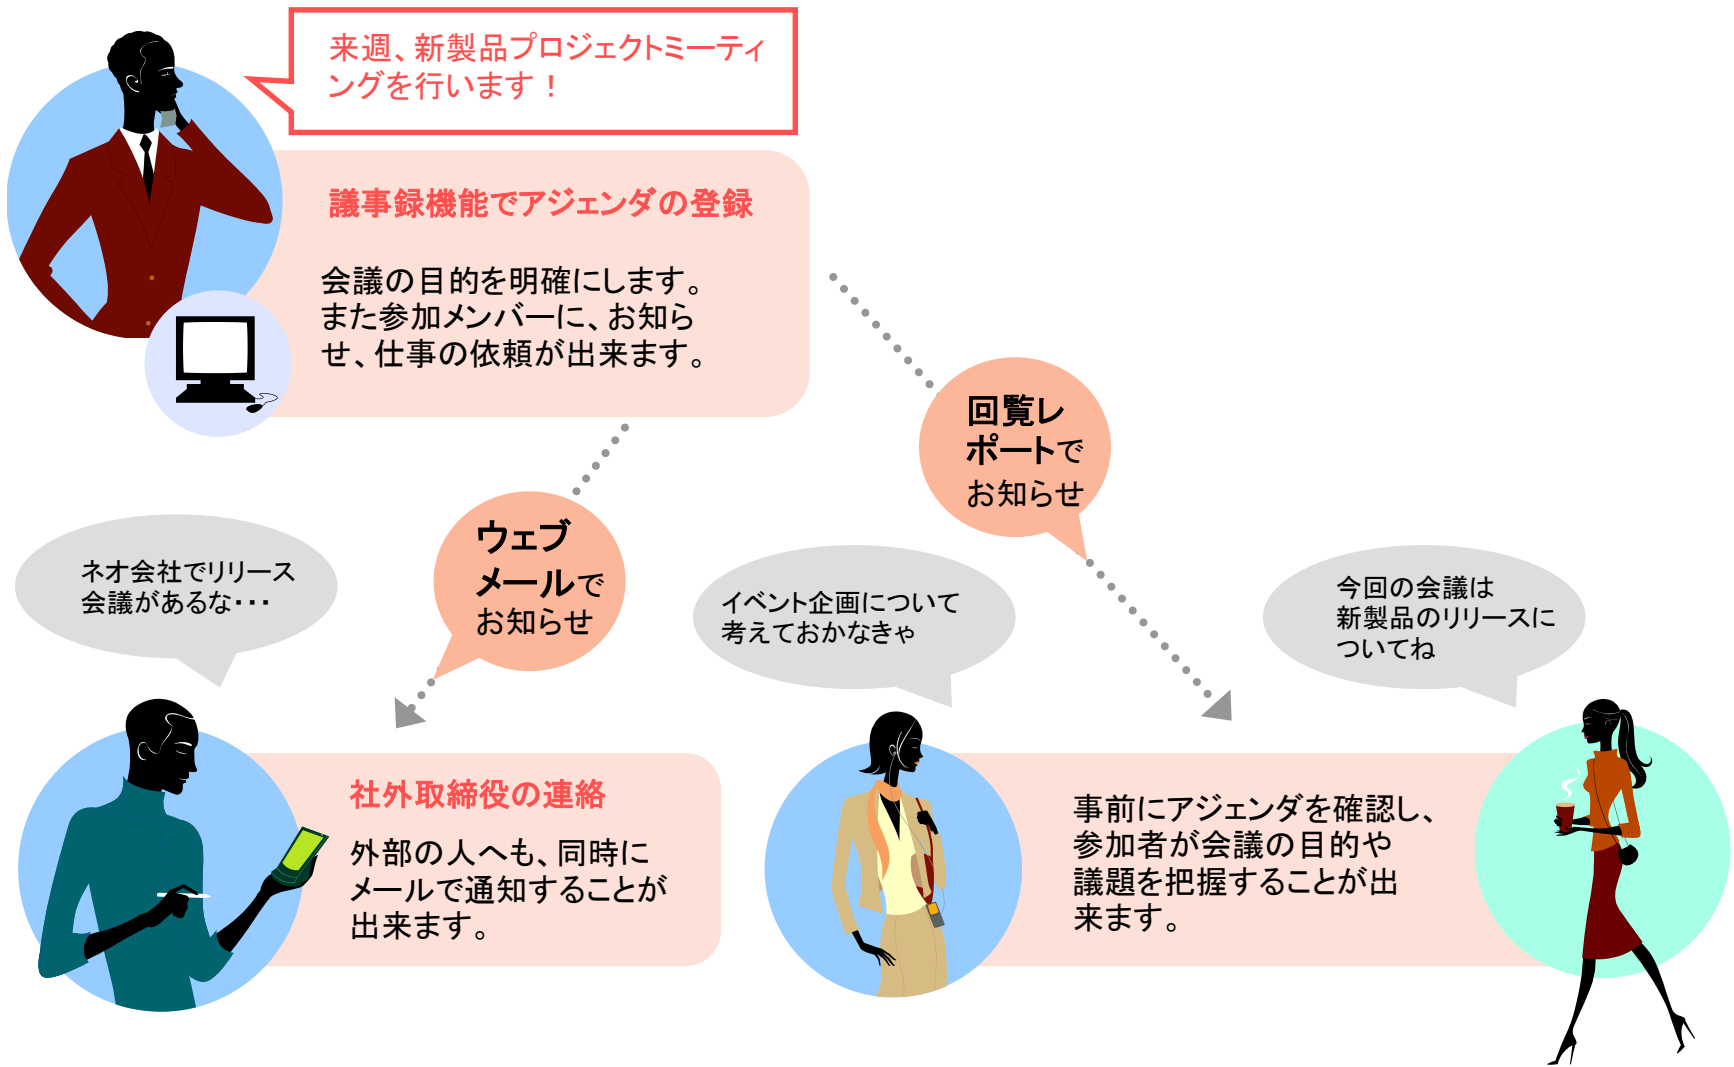 来週、新製品プロジェクトミーティ
ングを行います！
議事録機能でアジェンダの登録
会議の目的を明確にします。
また参加メンバーに、お知ら
せ、仕事の依頼が出来ます。
回覧レ
ポートで
お知らせ
ウェブ
メールで
お知らせ
ネオ会社でリリース
会議があるな・・・
イベント企画について
考えておかなきゃ
今回の会議は
新製品のリリースに
ついてね
社外取締役の連絡
外部の人へも、同時に
メールで通知することが
出来ます。
事前にアジェンダを確認し、
参加者が会議の目的や
議題を把握することが出
来ます。